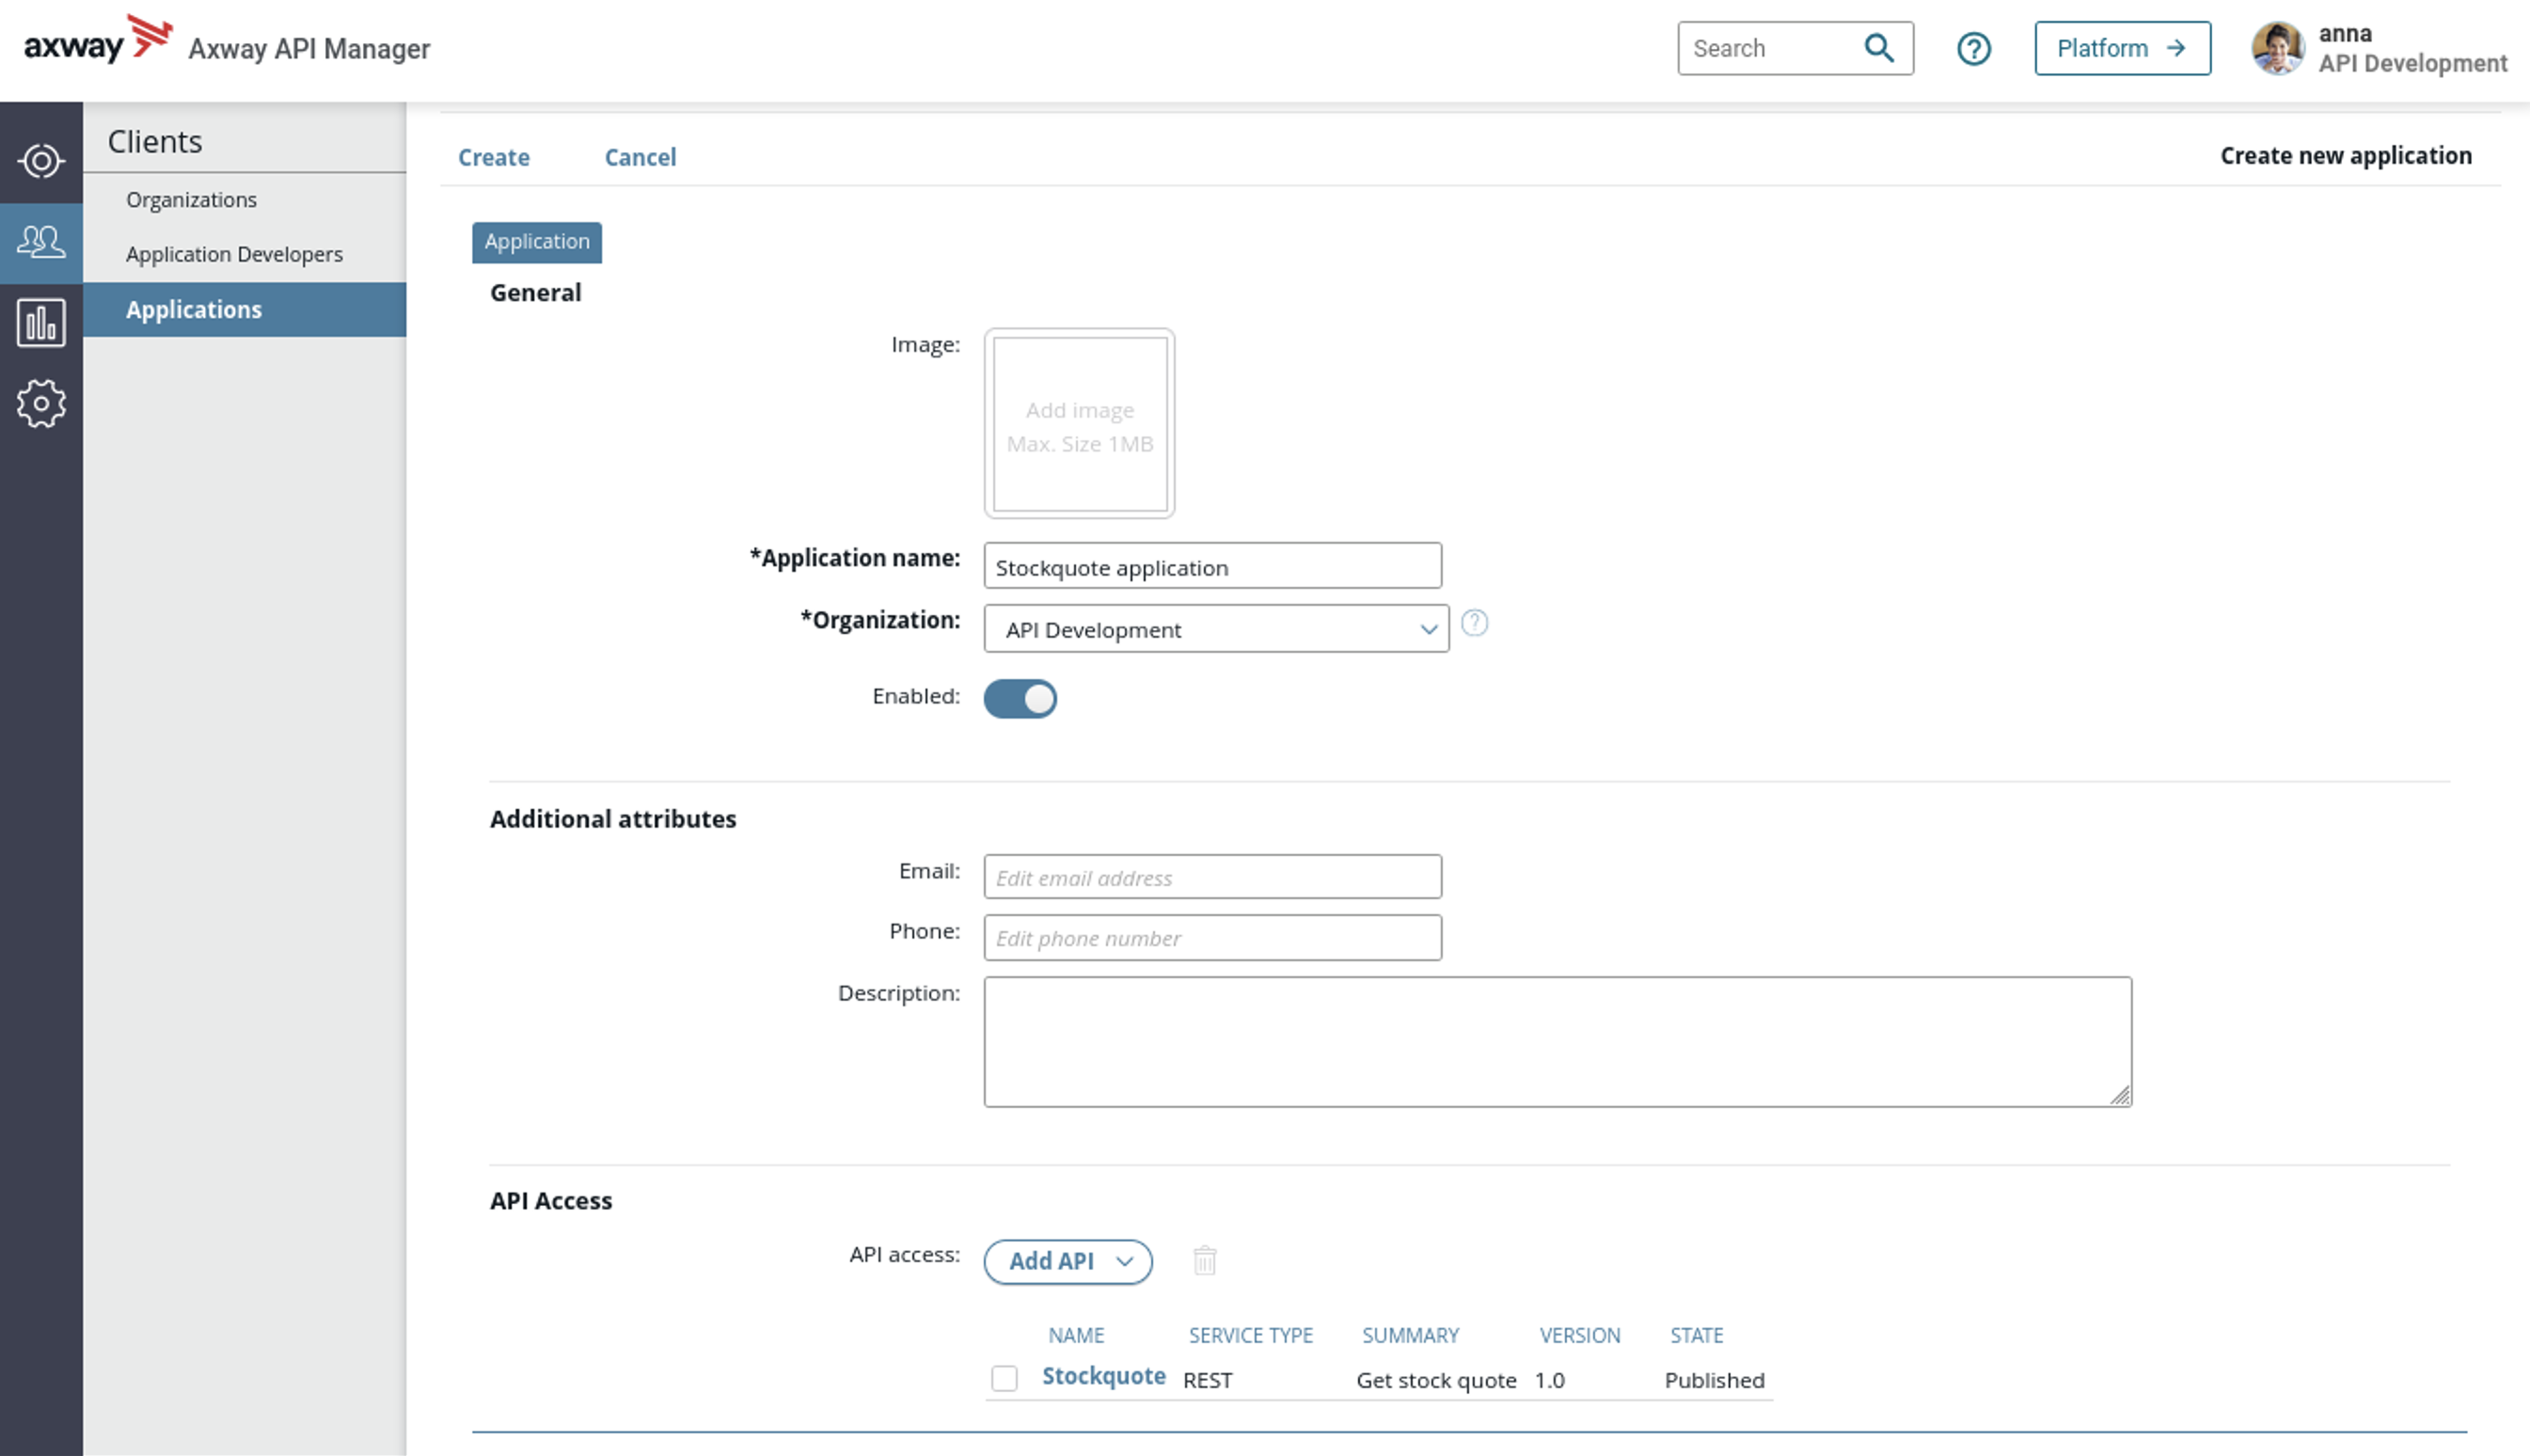 axway Axway API Manager
Search
Platform
anna
API Development
Clients
Organizations
Application Developers
Applications
Create Cancel
Create new application
Application
General
Image:
Add image
Max. Size 1MB
*Application name: Stockquote application
*Organization: API Development
Enabled:
Additional attributes
Email: Edit email address
Phone: Edit phone number
Description:
API Access
API access: Add API
NAME SERVICE TYPE SUMMARY VERSION STATE
Stockquote REST Get stock quote 1.0 Published